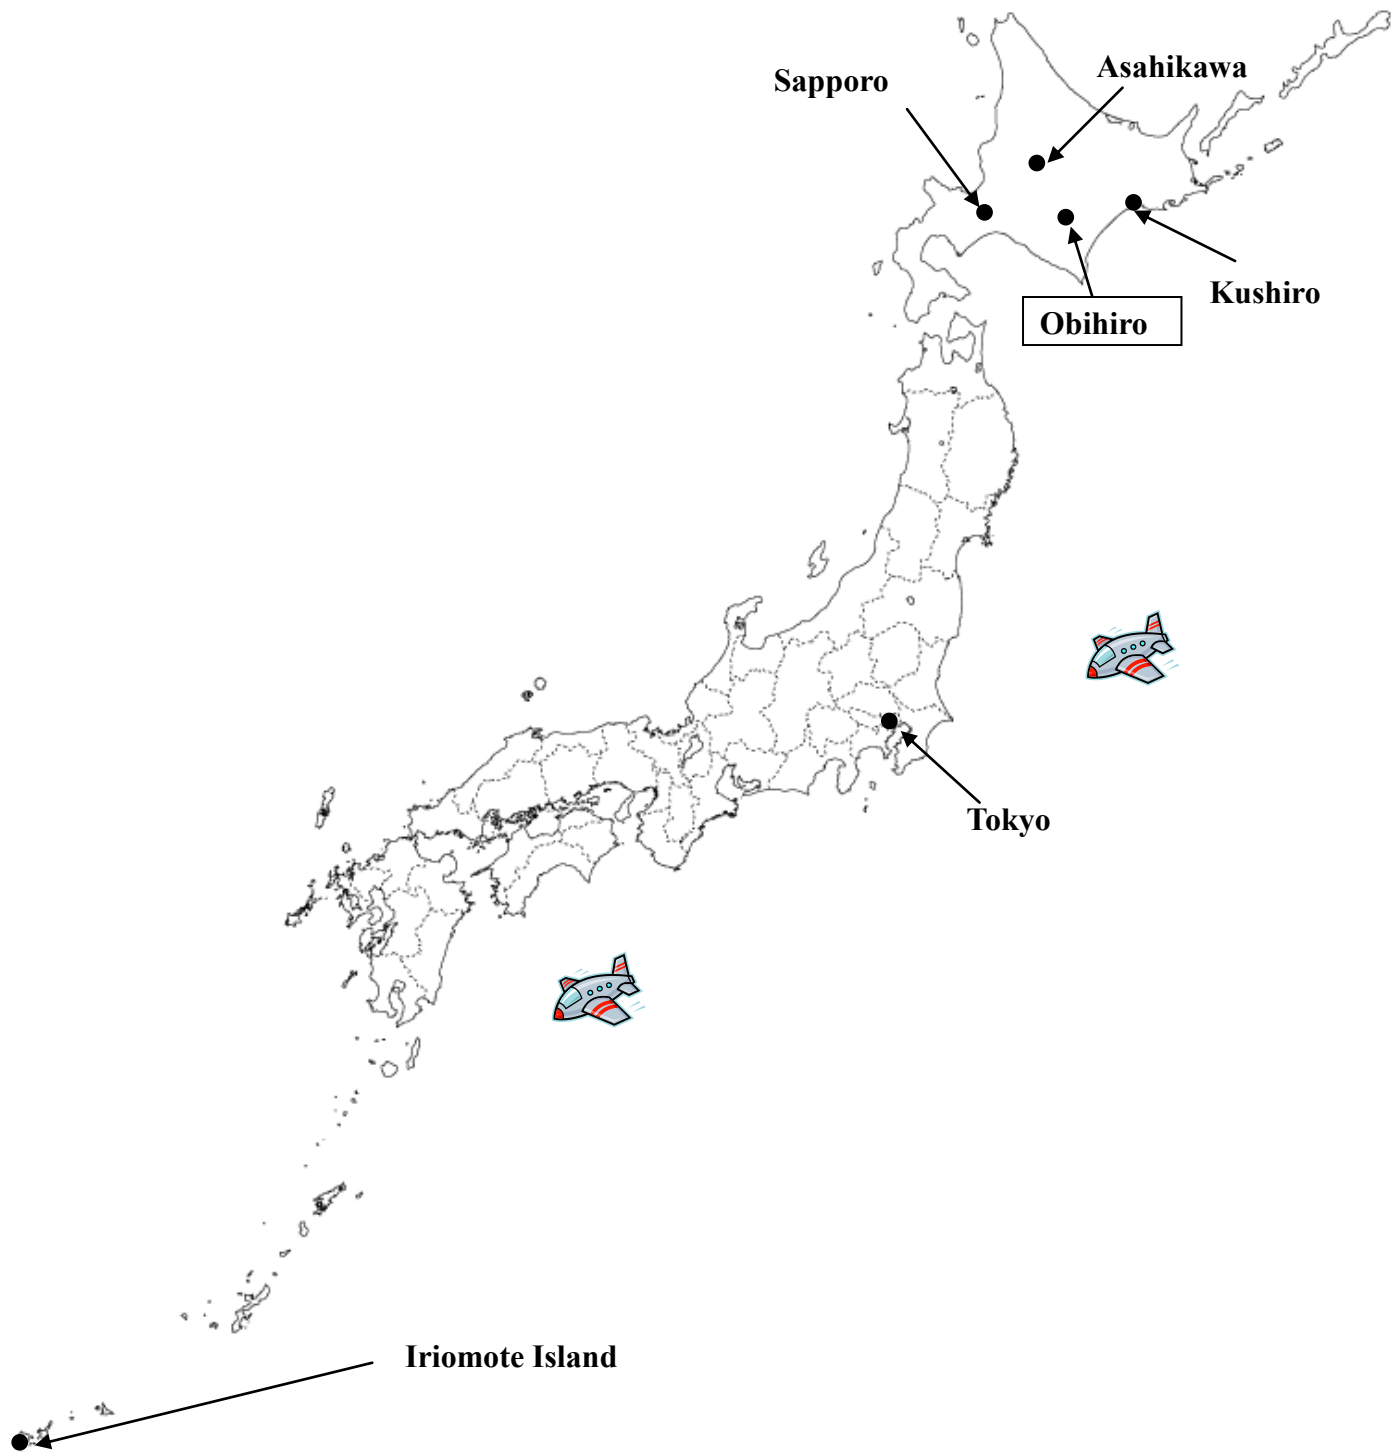 Asahikawa
Sapporo
Kushiro
Obihiro
Tokyo
Iriomote Island